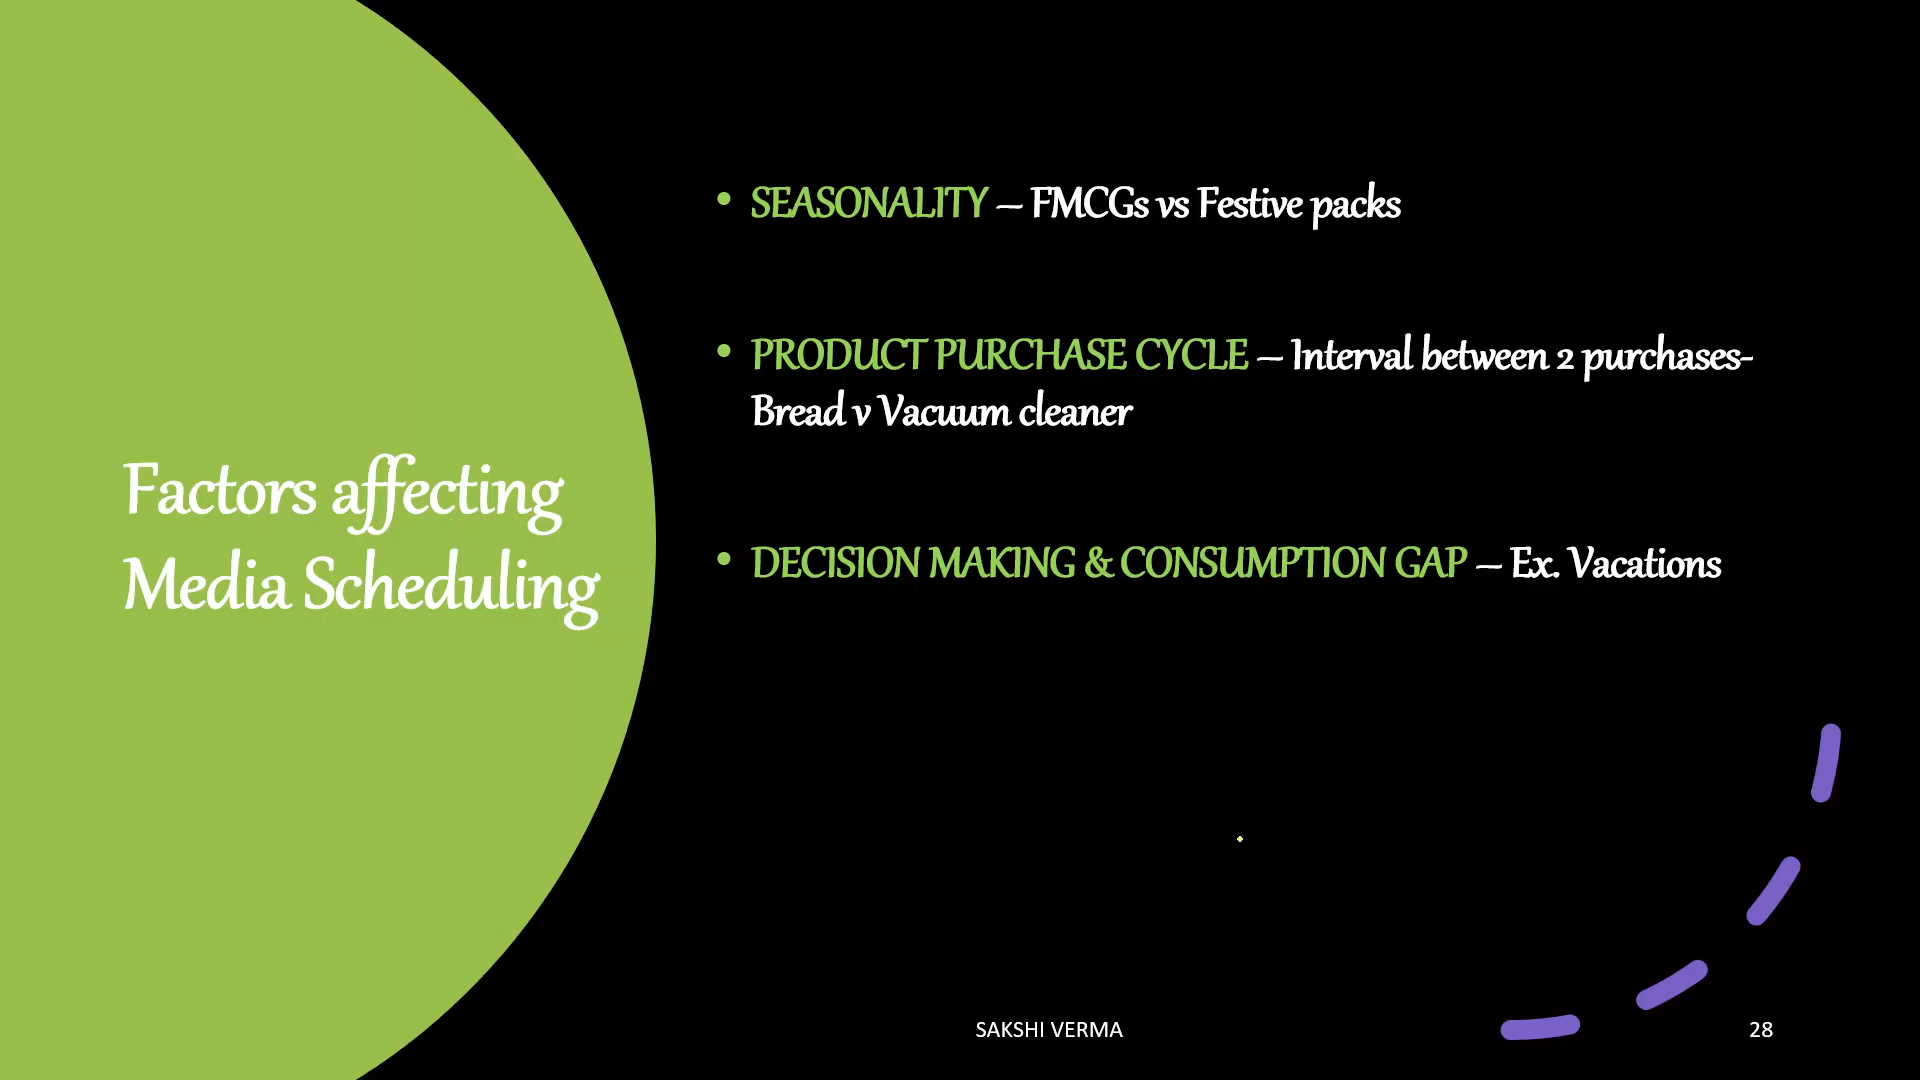 Factors affecting
Media Scheduling
• SEASONALITY – FMCGs vs Festive packs
• PRODUCT PURCHASE CYCLE – Interval between 2 purchases-
Bread v Vacuum cleaner
• DECISION MAKING & CONSUMPTION GAP – Ex. Vacations
SAKSHI VERMA
28